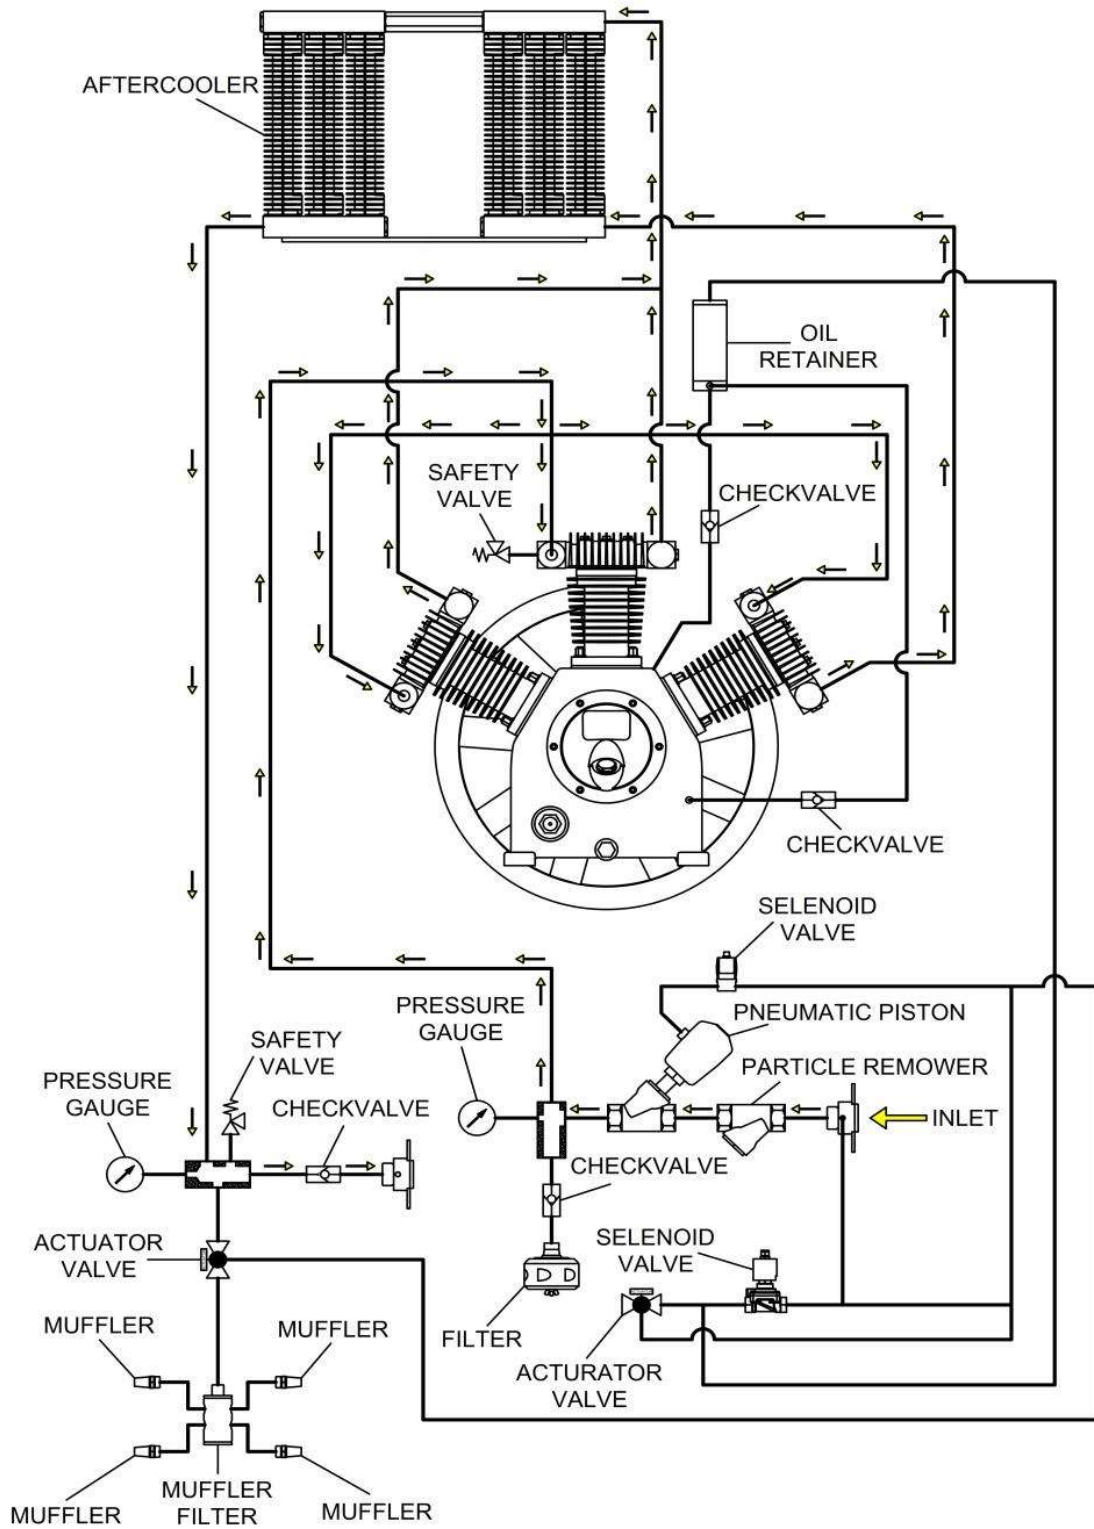 AFTERCOOLER
OIL
RETAINER
SAFETY
VALVE
CHECKVALVE
CHECKVALVE
SELENOID
VALVE
PRESSURE
GAUGE
PNEUMATIC PISTON
SAFETY
VALVE
PARTICLE REMOWER
PRESSURE
GAUGE
CHECKVALVE
INLET
CHECKVALVE
ACTUATOR
VALVE
SELENOID
VALVE
MUFFLER
MUFFLER
FILTER
ACTURATOR
VALVE
MUFFLER
MUFFLER
FILTER
MUFFLER